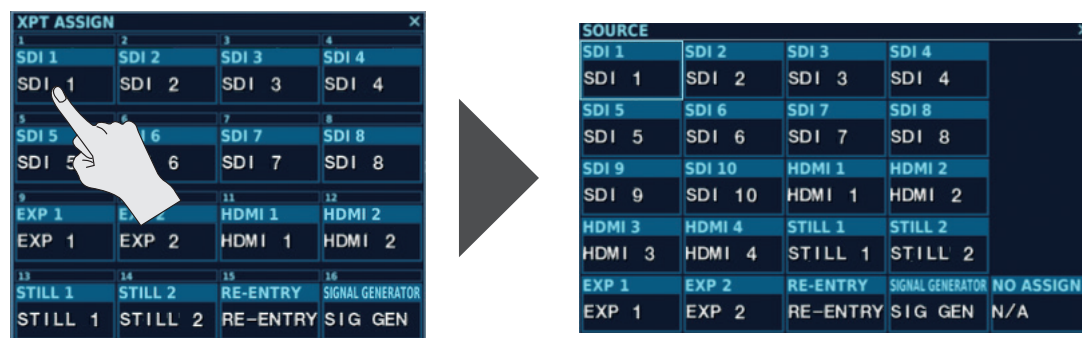 XPT ASSIGN ×
1 2 3 4
SDI 1 SDI 2 SDI 3 SDI 4
SDI 1 SDI 2 SDI 3 SDI 4
5 6 7 8
SDI 5 6 SDI 7 SDI 8
SDI 5 6 SDI 7 SDI 8
9 11 12
EXP 1 EXP 2 HDMI 1 HDMI 2
EXP 1 EXP 2 HDMI 1 HDMI 2
13 14 15 16
STILL 1 STILL 2 RE-ENTRY SIGNAL GENERATOR
STILL 1 STILL 2 RE-ENTRY SIG GEN
SOURCE
SDI 1 SDI 2 SDI 3 SDI 4
SDI 1 SDI 2 SDI 3 SDI 4
SDI 5 SDI 6 SDI 7 SDI 8
SDI 5 SDI 6 SDI 7 SDI 8
SDI 9 SDI 10 HDMI 1 HDMI 2
SDI 9 SDI 10 HDMI 1 HDMI 2
HDMI 3 HDMI 4 STILL 1 STILL 2
HDMI 3 HDMI 4 STILL 1 STILL 2
EXP 1 EXP 2 RE-ENTRY SIGNAL GENERATOR NO ASSIGN
EXP 1 EXP 2 RE-ENTRY SIG GEN N/A